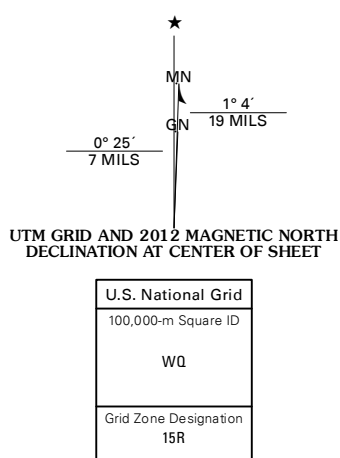 ★
MN
1° 4´
19 MILS
GN
0° 25´
7 MILS
UTM GRID AND 2012 MAGNETIC NORTH
DECLINATION AT CENTER OF SHEET
U.S. National Grid
100,000-m Square ID
WQ
Grid Zone Designation
15R